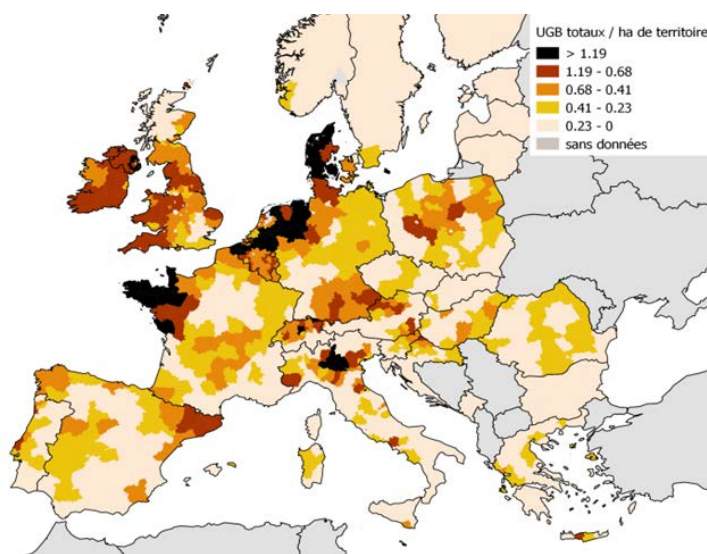 UGB totaux / ha de territoire
> 1.19
1.19 - 0.68
0.68 - 0.41
0.41 - 0.23
0.23 - 0
sans données